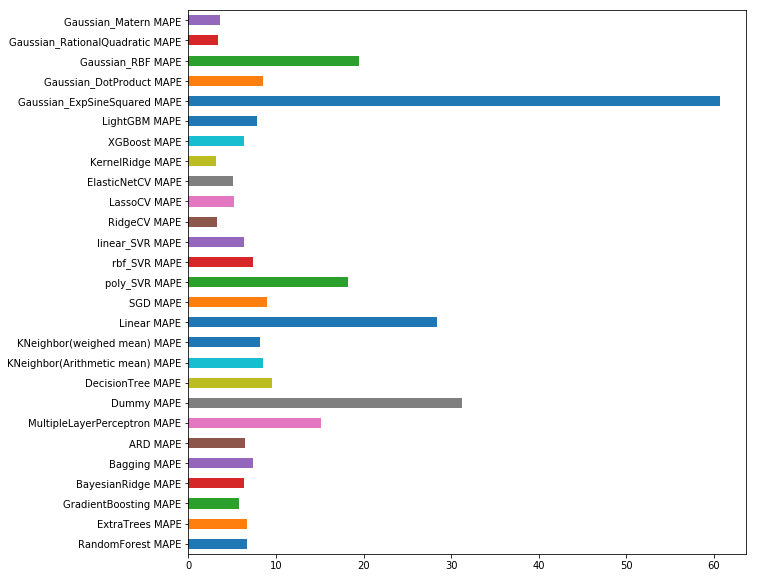 Gaussian_Matern MAPE
Gaussian_RationalQuadratic MAPE
Gaussian_RBF MAPE
Gaussian_DotProduct MAPE
Gaussian_ExpSineSquared MAPE
LightGBM MAPE
XGBoost MAPE
KernelRidge MAPE
ElasticNetCV MAPE
LassoCV MAPE
RidgeCV MAPE
linear_SVR MAPE
rbf_SVR MAPE
poly_SVR MAPE
SGD MAPE
Linear MAPE
KNeighbor(weighed mean) MAPE
KNeighbor(Arithmetic mean) MAPE
DecisionTree MAPE
Dummy MAPE
MultipleLayerPerceptron MAPE
ARD MAPE
Bagging MAPE
BayesianRidge MAPE
GradientBoosting MAPE
ExtraTrees MAPE
RandomForest MAPE
0 10 20 30 40 50 60